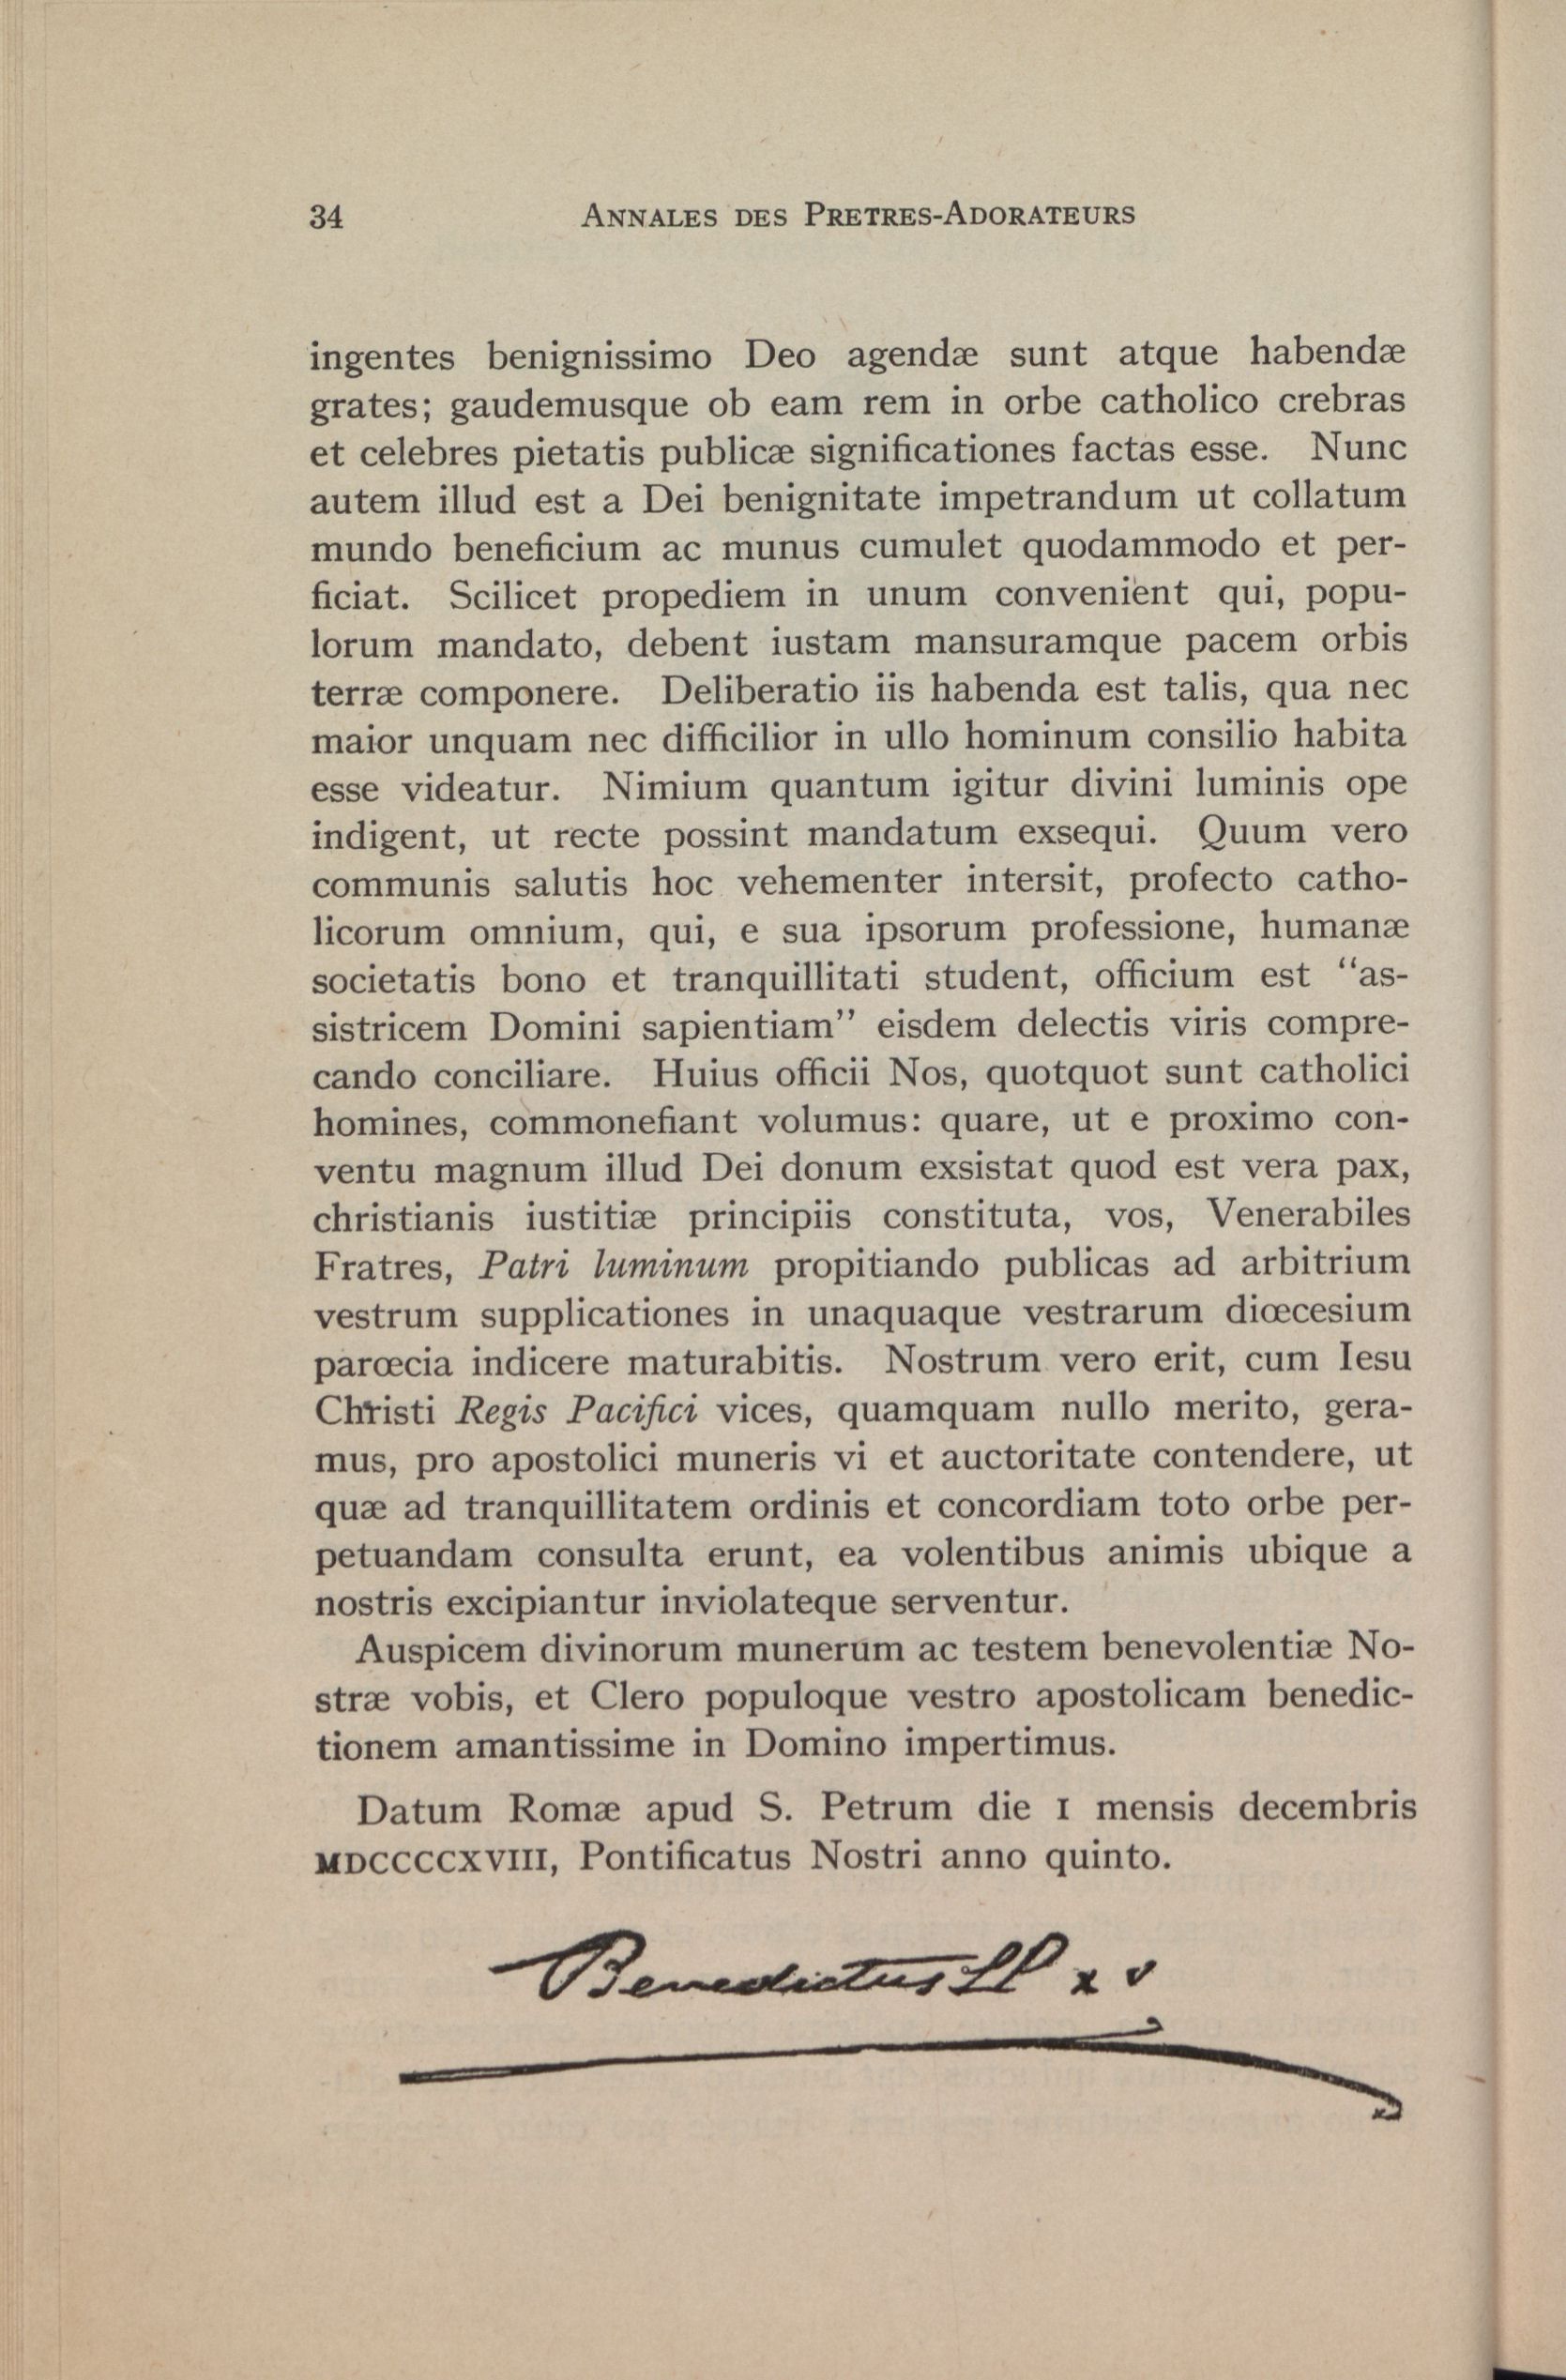 34
ANNALES DES PRETRES-ADORATEURS
ingentes benignissimo Deo agendæ sunt atque habendæ
grates; gaudemusque ob eam rem in orbe catholico crebras
et celebres pietatis publicæ significationes factas esse. Nunc
autem illud est a Dei benignitate impetrandum ut collatum
mundo beneficium ac munus cumulet quodammodo et per-
ficiat. Scilicet propediem in unum convenient qui, popu-
lorum mandato, debent iustam mansuramque pacem orbis
terræ componere. Deliberatio iis habenda est talis, qua nec
maior unquam nec difficilior in ullo hominum consilio habita
esse videatur. Nimium quantum igitur divini luminis ope
indigent, ut recte possint mandatum exsequi. Quum vero
communis salutis hoc vehementer intersit, profecto catho-
licorum omnium, qui, e sua ipsorum professione, humanæ
societatis bono et tranquillitati student, officium est “as-
sistricem Domini sapientiam” eisdem delectis viris compre-
cando conciliare. Huius officii Nos, quotquot sunt catholici
homines, commonefiant volumus: quare, ut e proximo con-
ventu magnum illud Dei donum exsistat quod est vera pax,
christianis iustitiæ principiis constituta, vos, Venerabiles
Fratres, Patri luminum propitiando publicas ad arbitrium
vestrum supplicationes in unaquaque vestrarum diœcesium
parœcia indicere maturabitis. Nostrum vero erit, cum Iesu
Christi Regis Pacifici vices, quamquam nullo merito, gera-
mus, pro apostolici muneris vi et auctoritate contendere, ut
quæ ad tranquillitatem ordinis et concordiam toto orbe per-
petuandam consulta erunt, ea volentibus animis ubique a
nostris excipiantur inviolateque serventur.
Auspicem divinorum munerum ac testem benevolentiæ No-
stræ vobis, et Clero populoque vestro apostolicam benedic-
tionem amantissime in Domino impertimus.
Datum Romæ apud S. Petrum die I mensis decembris
MDCCCCXVIII, Pontificatus Nostri anno quinto.
Benedictus PP xv